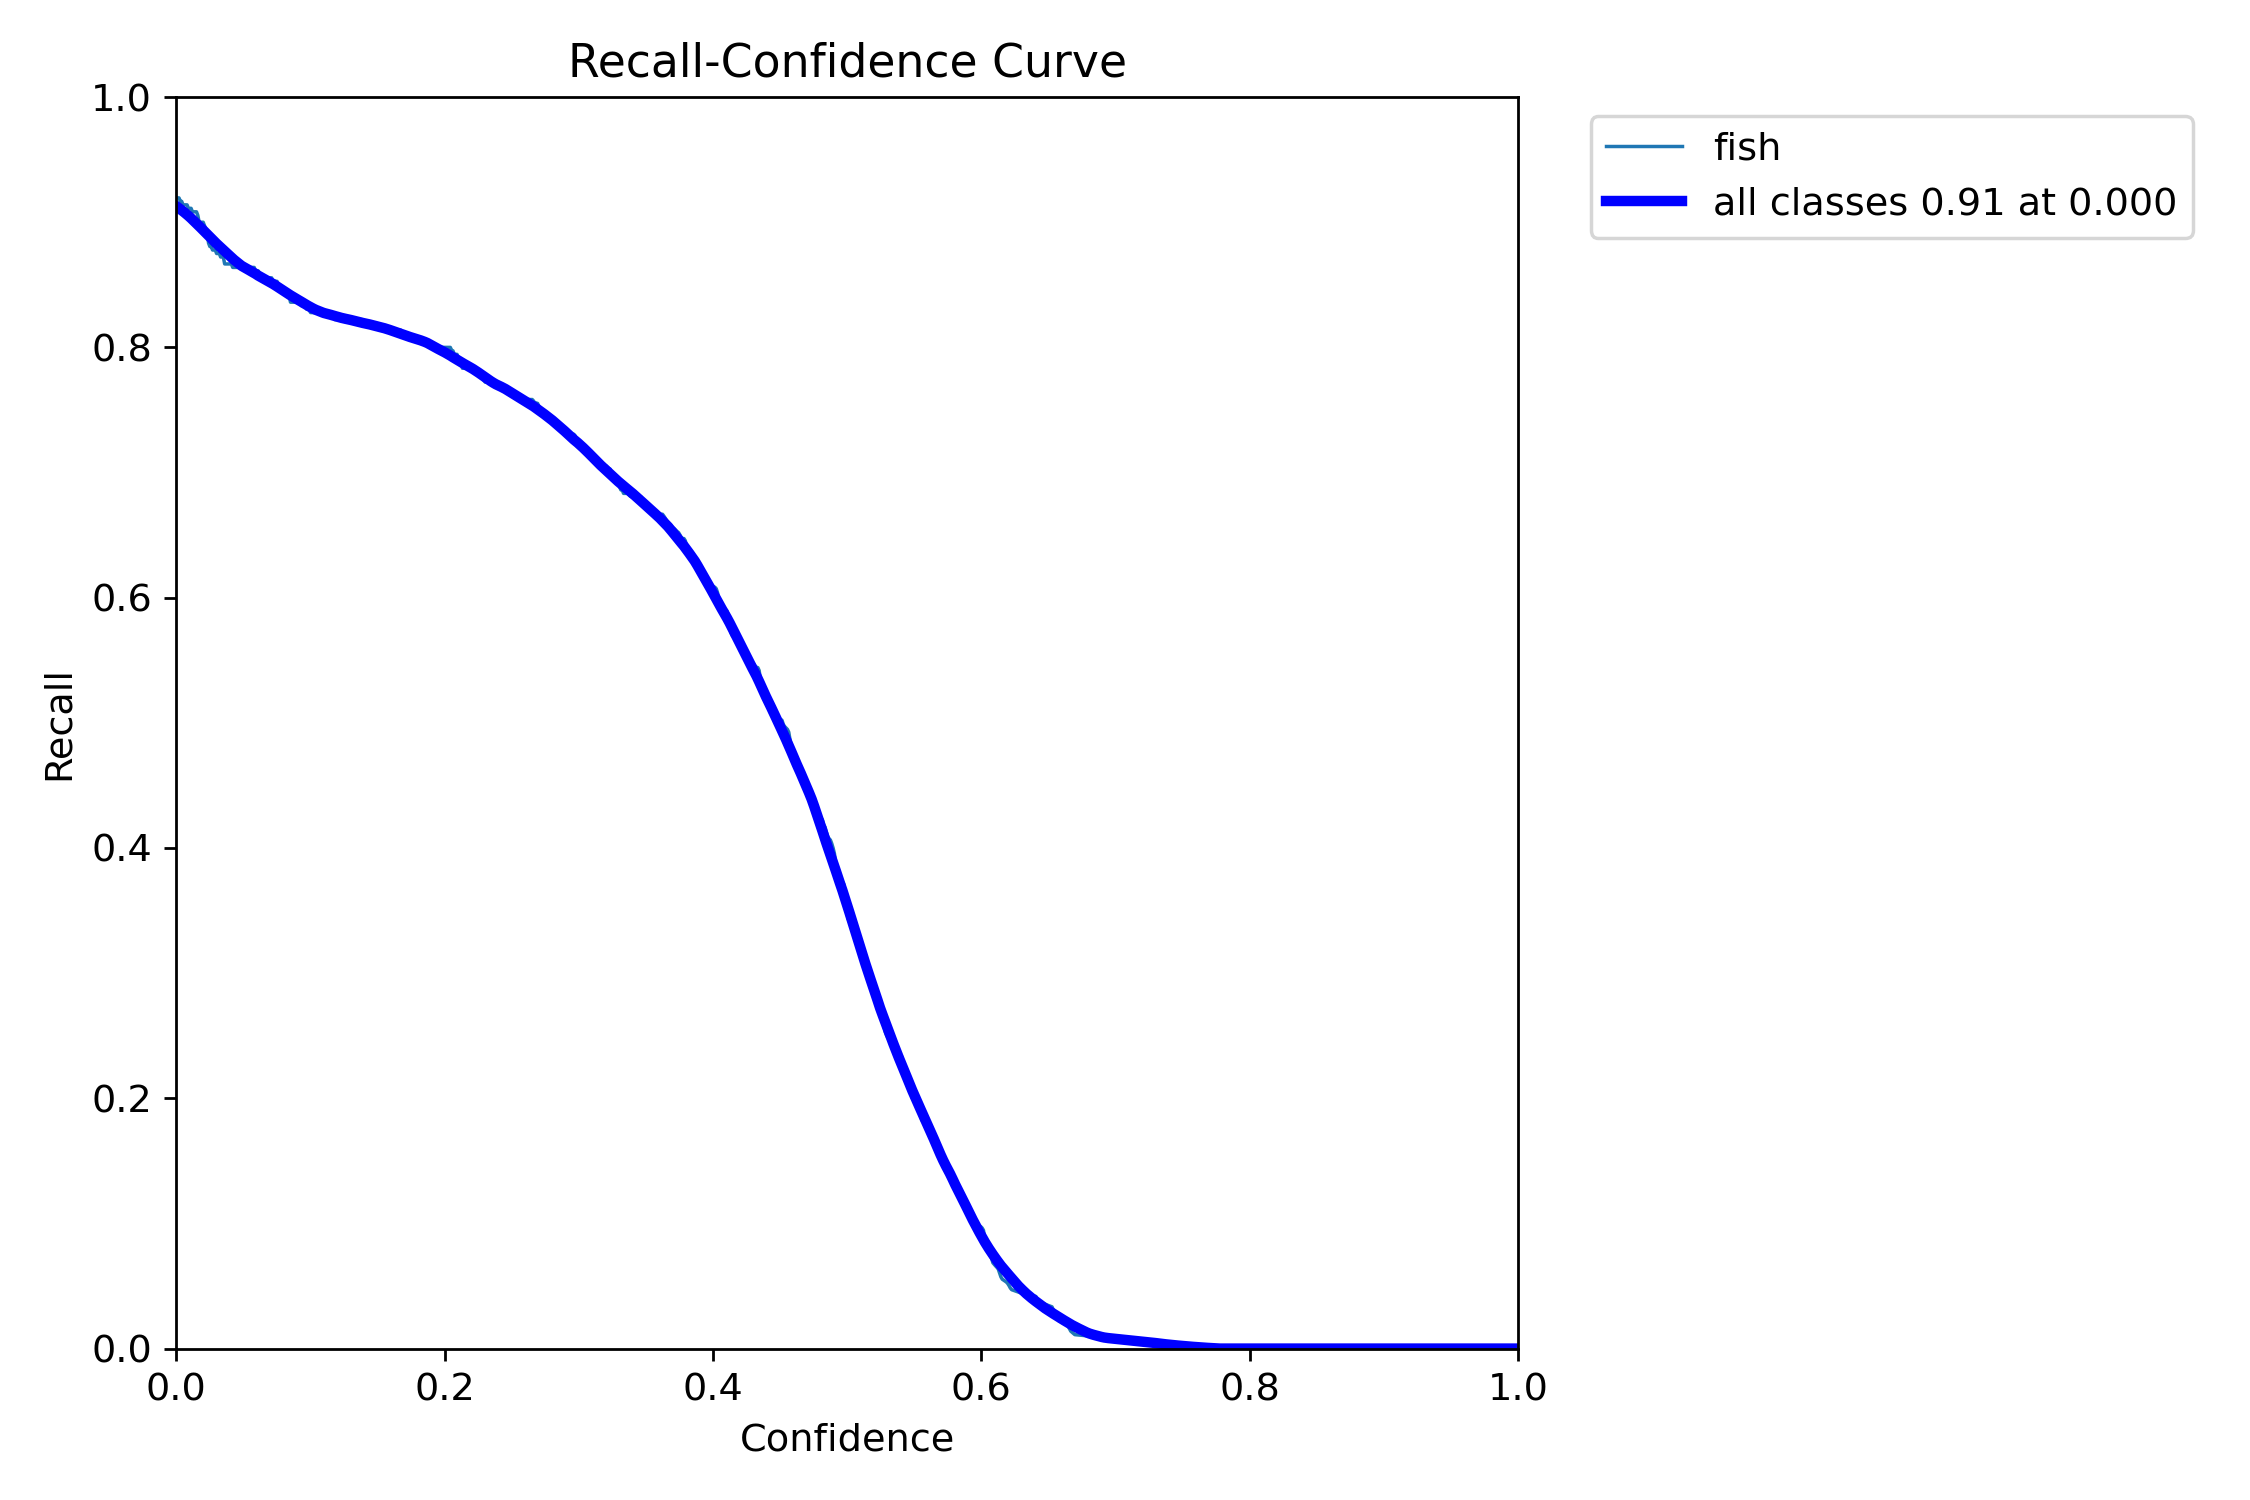 Recall-Confidence Curve
1.0
0.8
0.6
0.4
0.2
0.0
Recall
0.0 0.2 0.4 0.6 0.8 1.0
Confidence
fish
all classes 0.91 at 0.000